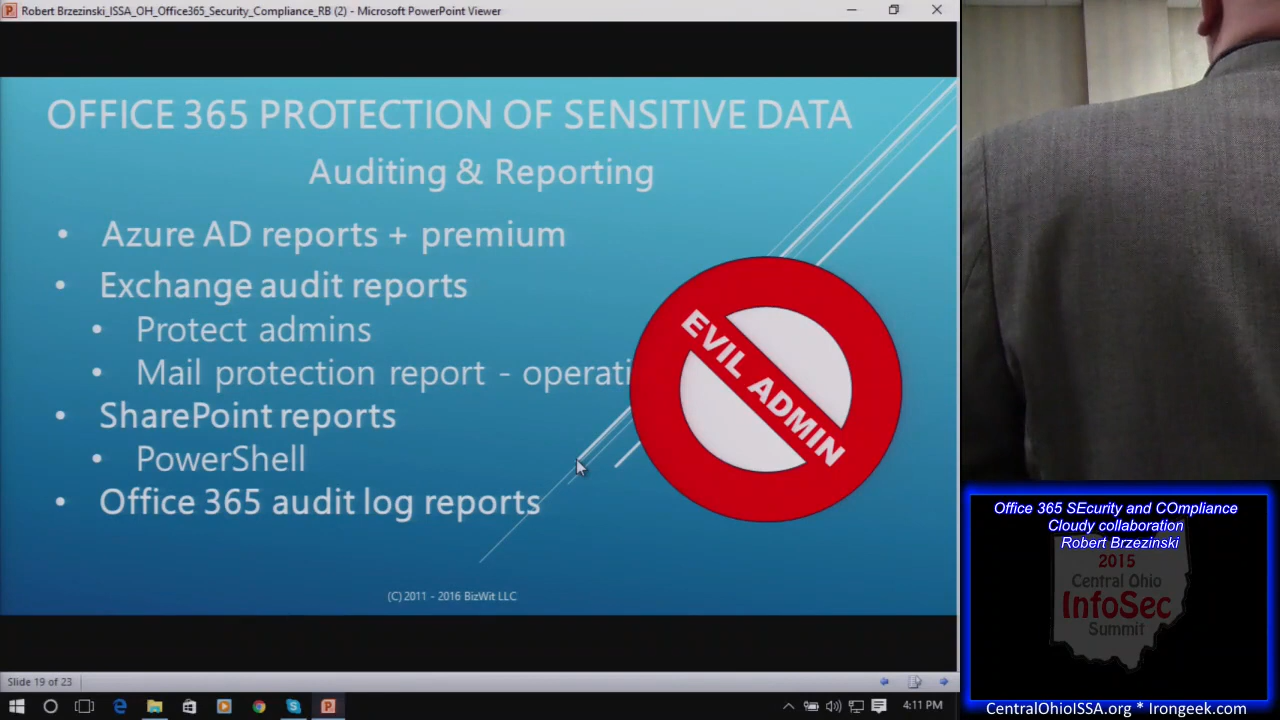 Robert Brzezinski_ISSA_OH_Office365_Security_Compliance_RB (2) - Microsoft PowerPoint Viewer
OFFICE 365 PROTECTION OF SENSITIVE DATA
Auditing & Reporting
• Azure AD reports + premium
• Exchange audit reports
• Protect admins
• Mail protection report - operati
• SharePoint reports
• PowerShell
• Office 365 audit log reports
EVIL ADMIN
(C) 2011 - 2016 BizWit LLC
Slide 19 of 23
4:11 PM
Office 365 SEcurity and COmpliance
Cloudy collaboration
Robert Brzezinski
2015
Central Ohio
InfoSec
Summit
CentralOhioISSA.org * Irongeek.com